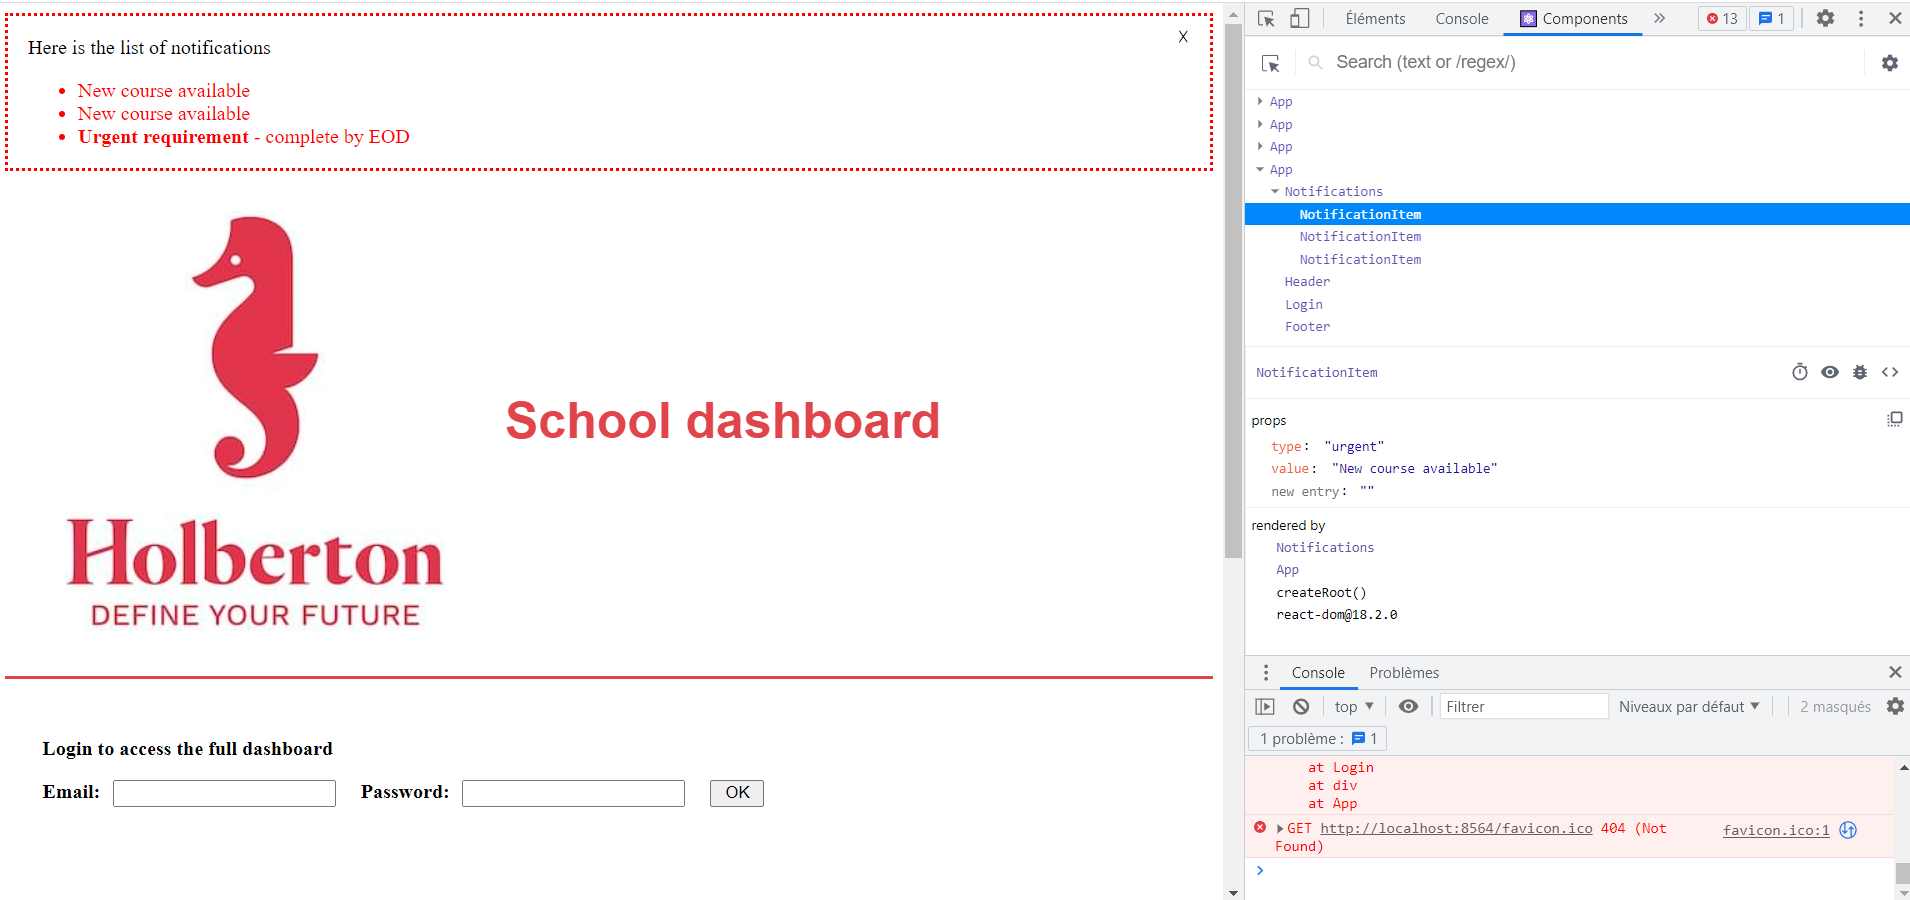 Here is the list of notifications
X
New course available
New course available
Urgent requirement - complete by EOD
Holberton
DEFINE YOUR FUTURE
School dashboard
Login to access the full dashboard
Email:
Password:
OK
Éléments
Console
Components
13
1
Search (text or /regex/)
App
App
App
App
Notifications
NotificationItem
NotificationItem
NotificationItem
Header
Login
Footer
NotificationItem
props
type: "urgent"
value: "New course available"
new entry: ""
rendered by
Notifications
App
createRoot()
react-dom@18.2.0
Console
Problèmes
top
Filtrer
Niveaux par défaut
2 masqués
1 problème : 1
at Login
at div
at App
GET http://localhost:8564/favicon.ico 404 (Not Found)
favicon.ico:1